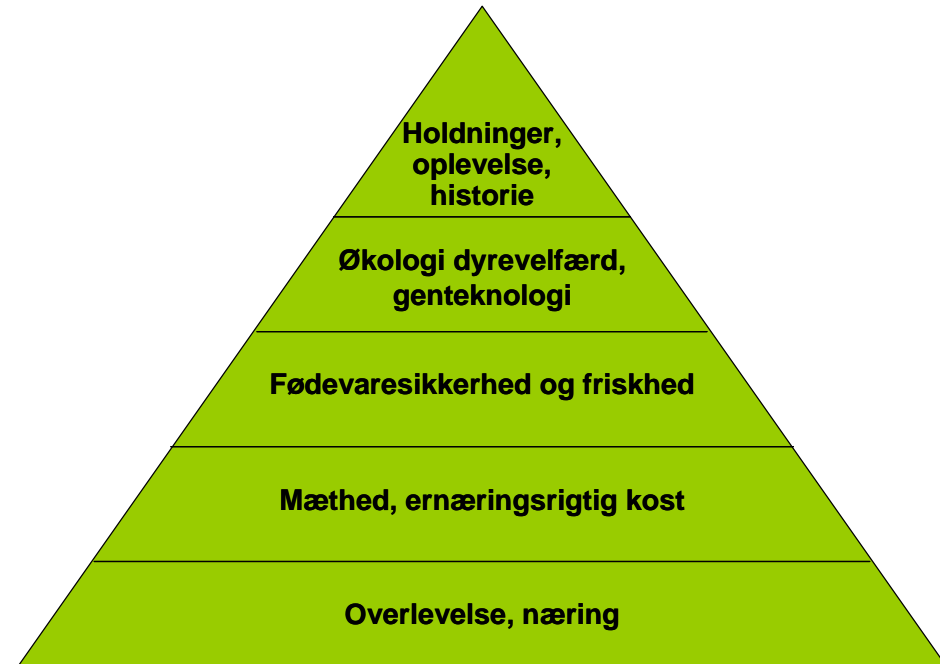 Holdninger,
oplevelse,
historie
Økologi dyrevelfærd,
genteknologi
Fødevaresikkerhed og friskhed
Mæthed, ernæringsrigtig kost
Overlevelse, næring